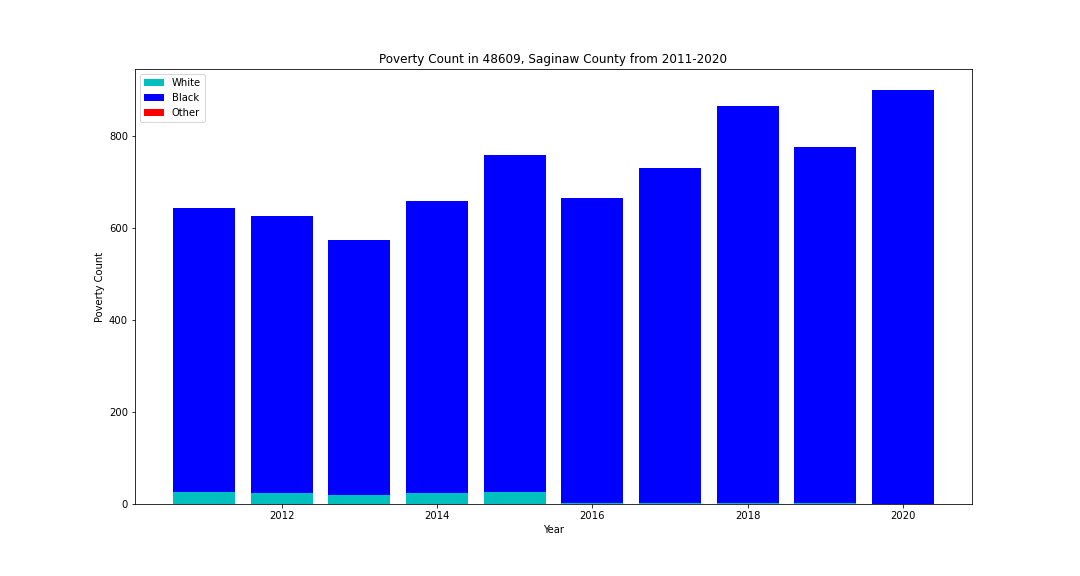 Poverty Count in 48609, Saginaw County from 2011-2020
White
Black
Other
800
600
400
200
0
Poverty Count
2012
2014
2016
2018
2020
Year